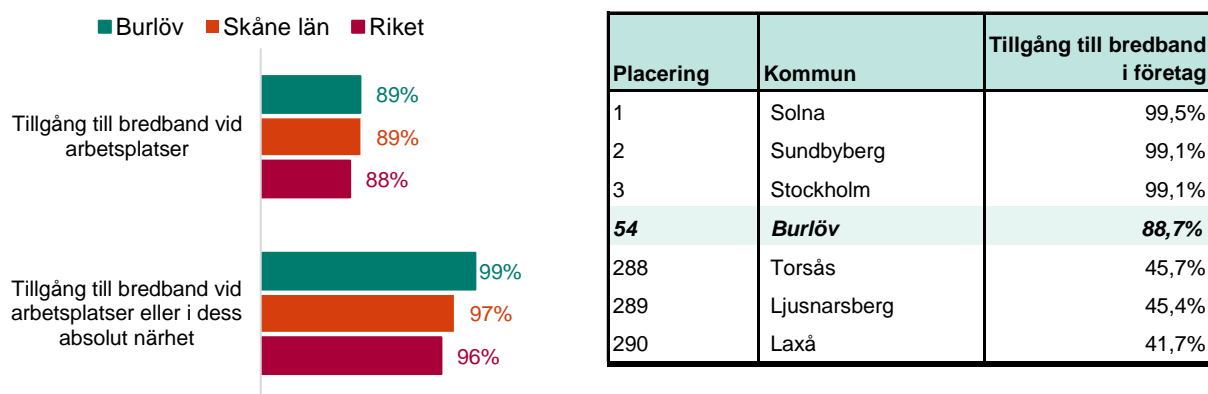 Burlöv Skåne län Riket
Tillgång till bredband vid
arbetsplatser
89%
89%
88%
Tillgång till bredband vid
arbetsplatser eller i dess
absolut närhet
99%
97%
96%
Placering Kommun Tillgång till bredband
i företag
1 Solna 99,5%
2 Sundbyberg 99,1%
3 Stockholm 99,1%
54 Burlöv 88,7%
288 Torsås 45,7%
289 Ljusnarsberg 45,4%
290 Laxå 41,7%